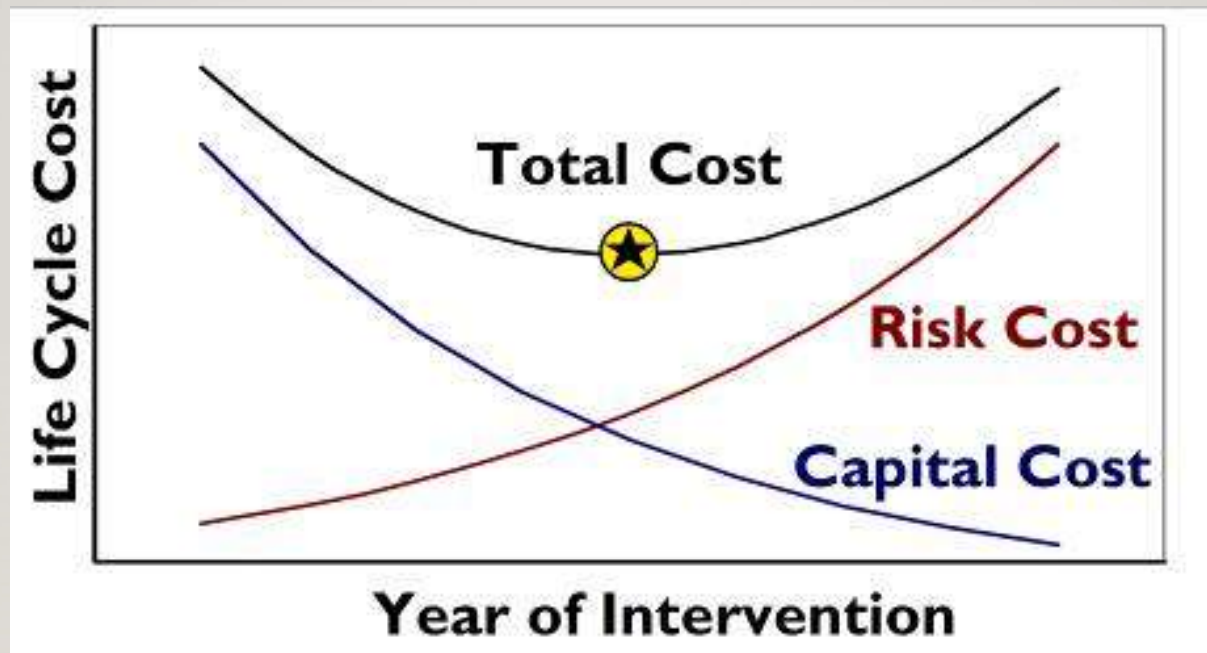 Life Cycle Cost
Total Cost
Risk Cost
Capital Cost
Year of Intervention